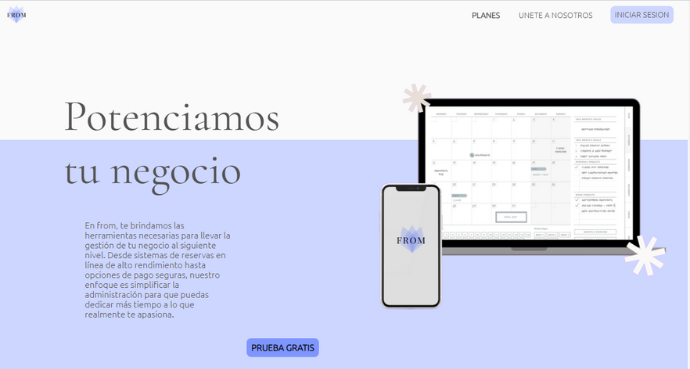 FROM
PLANES
UNETE A NOSOTROS
INICIAR SESION
Potenciamos
tu negocio
En from, te brindamos las
herramientas necesarias para llevar la
gestión de tu negocio al siguiente
nivel. Desde sistemas de reservas en
línea de alto rendimiento hasta
opciones de pago seguras, nuestro
enfoque es simplificar la
administración para que puedas
dedicar más tiempo a lo que
realmente te apasiona.
FROM
PRUEBA GRATIS